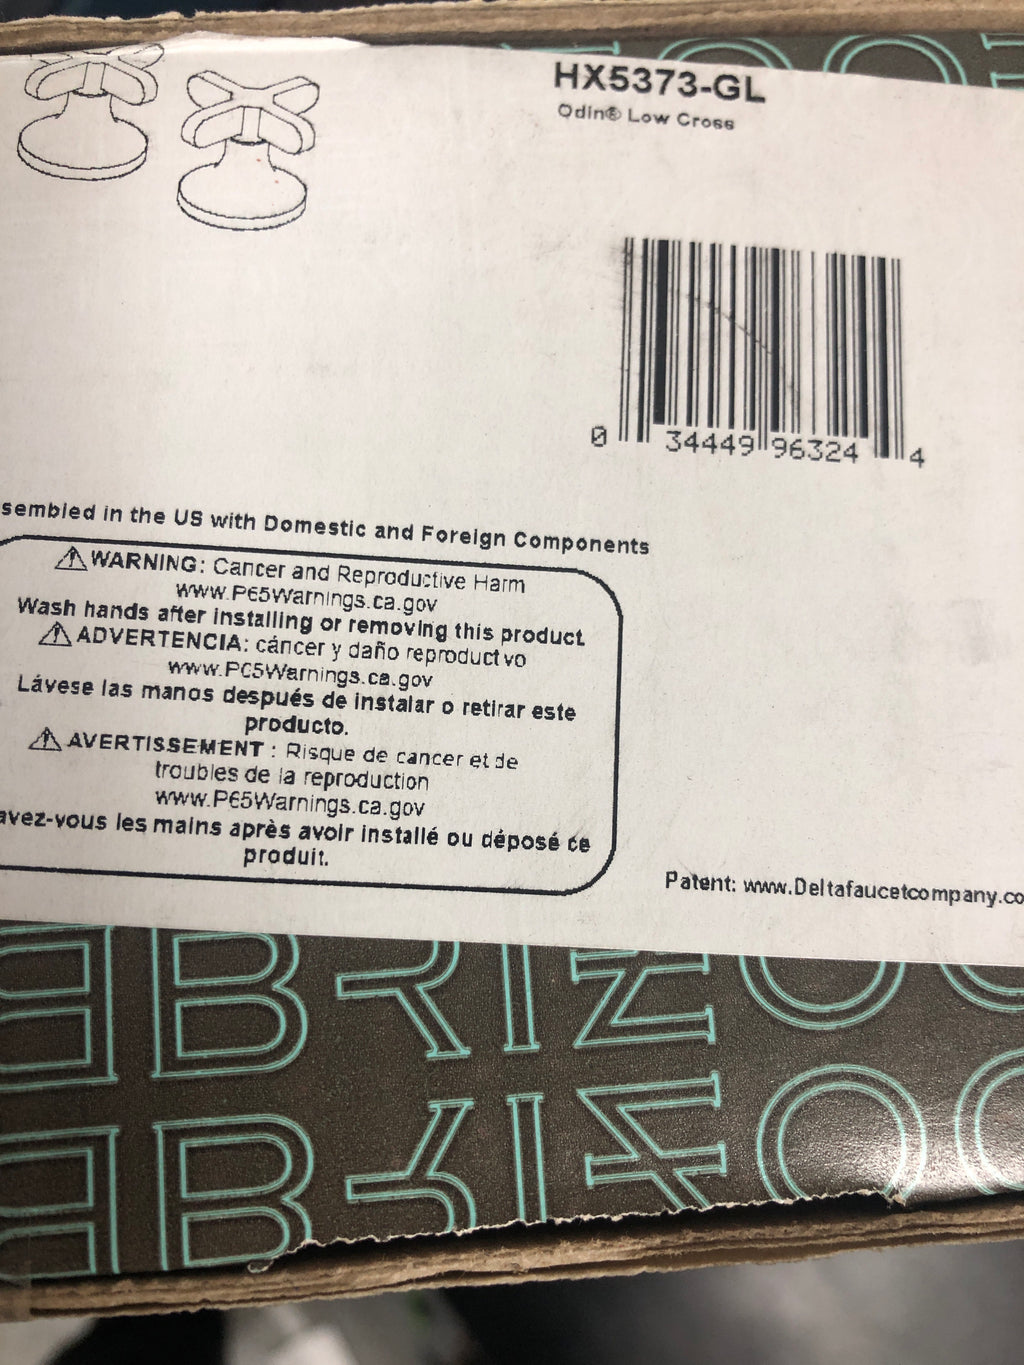 HX5373-GL
Odin® Low Cross
0 34449 96324 4
sembled in the US with Domestic and Foreign Components
⚠WARNING: Cancer and Reproductive Harm
www.P65Warnings.ca.gov
Wash hands after installing or removing this product.
⚠ADVERTENCIA: cáncer y daño reproductivo
www.P65Warnings.ca.gov
Lávese las manos después de instalar o retirar este
producto.
⚠AVERTISSEMENT : Risque de cancer et de
troubles de la reproduction
www.P65Warnings.ca.gov
avez-vous les mains après avoir installé ou déposé ce
produit.
Patent: www.Deltafaucetcompany.co
BRIZO
BRIZO